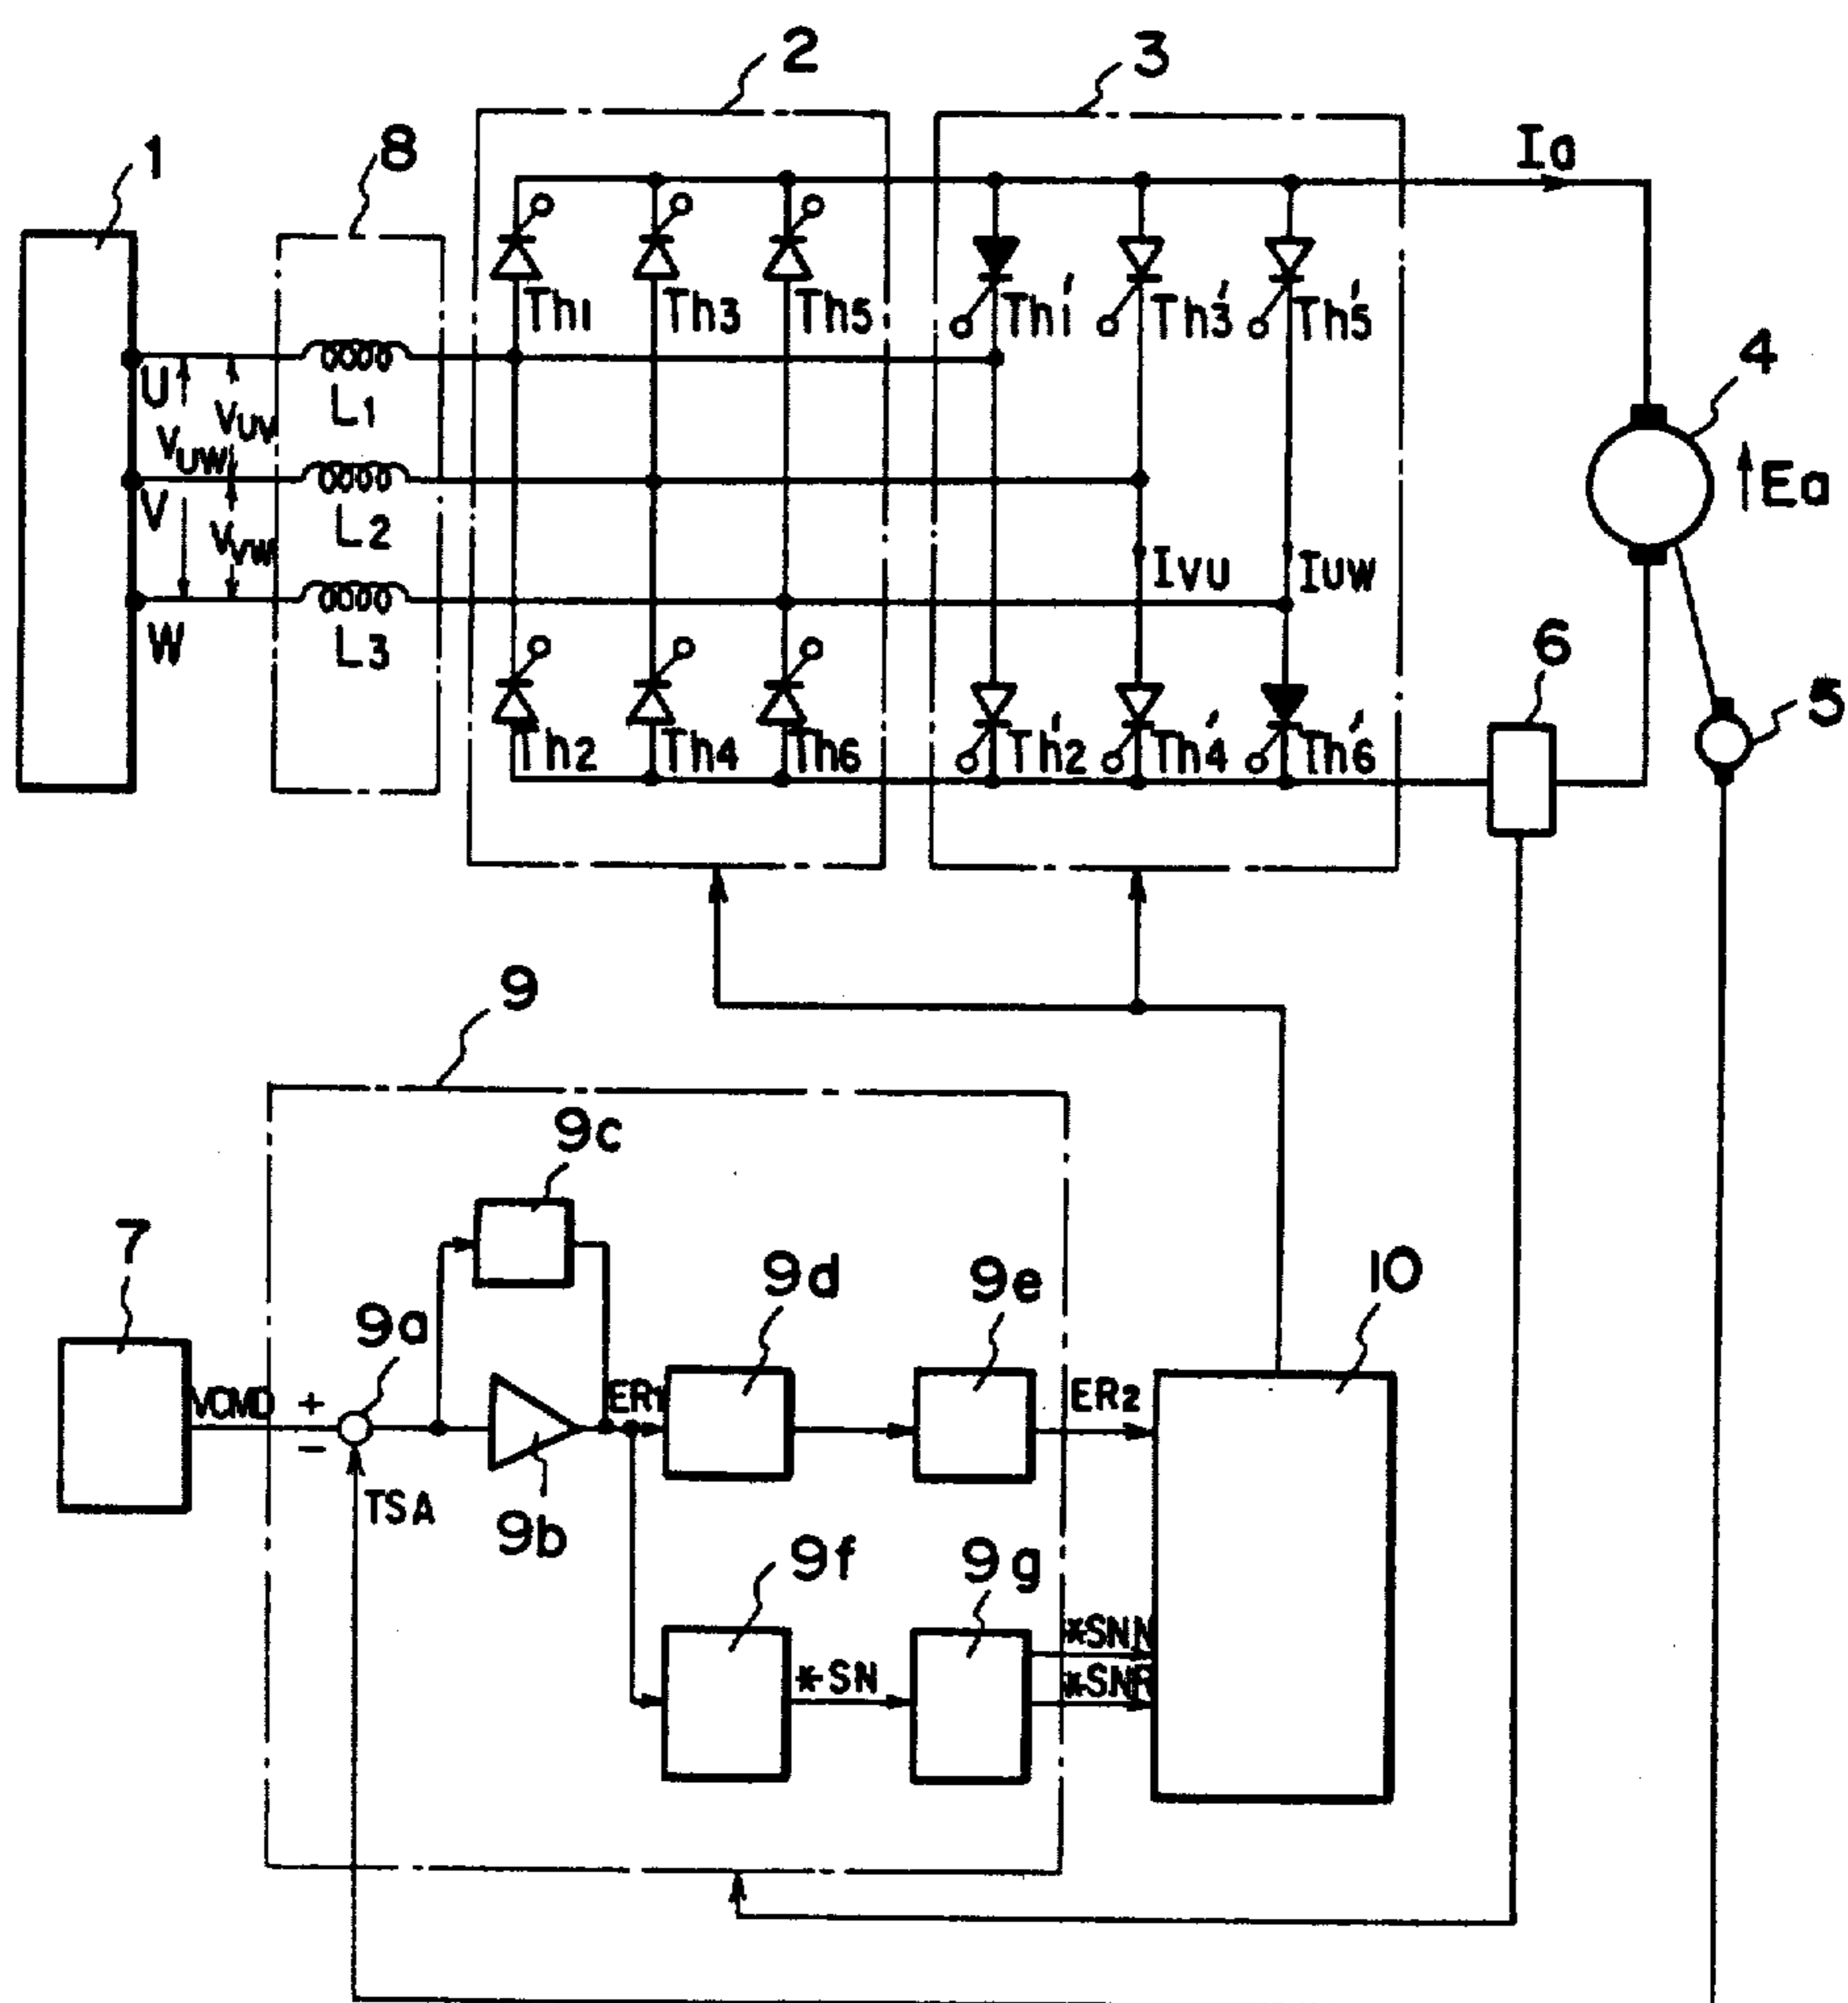 2
3
1
8
Ia
Th1
Th3
Th5
Th1'
Th3'
Th5'
4
U
L1
VUV
VUW
Ea
V
L2
VVW
IVU
IUW
W
L3
6
5
Th2
Th4
Th6
Th2'
Th4'
Th6'
9
9c
7
9d
9e
10
9a
VCMD
+
ER1
ER2
−
TSA
9b
9f
9g
*SNN
*SN